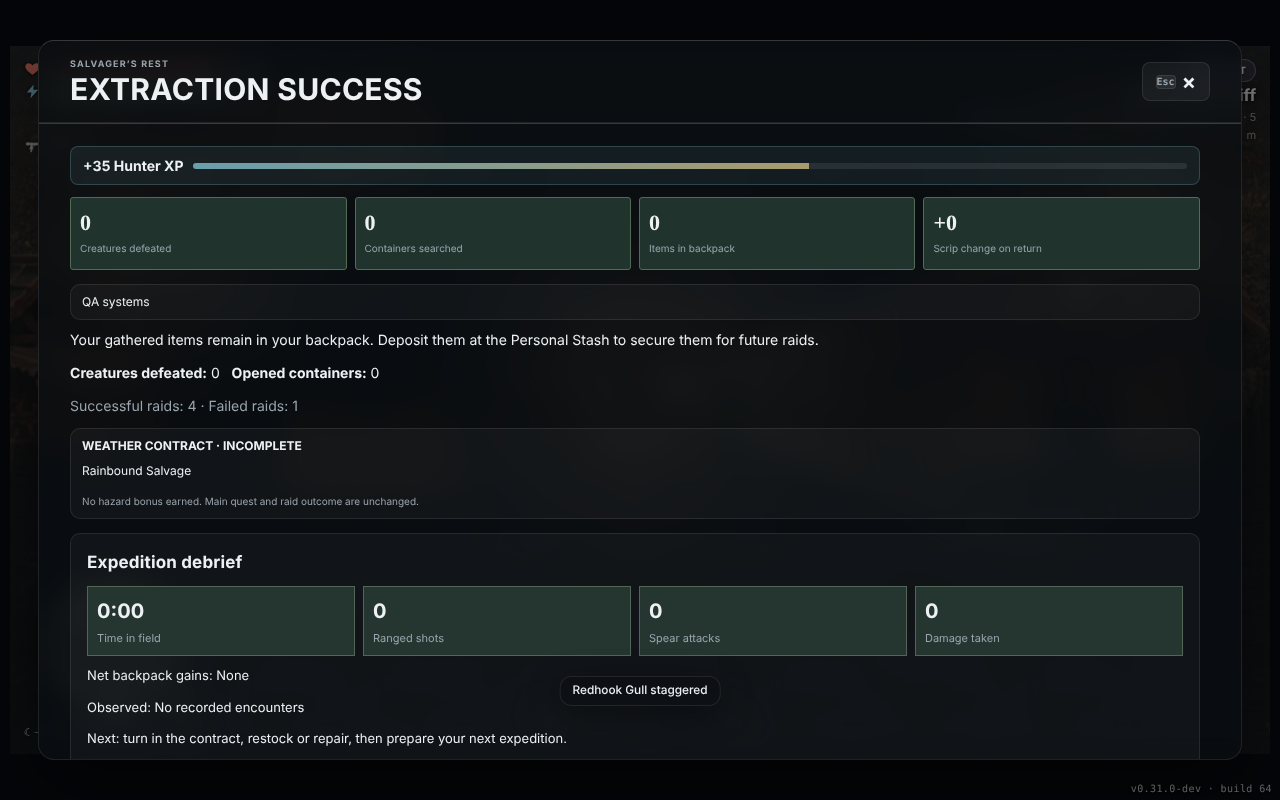 SALVAGER'S REST
EXTRACTION SUCCESS
Esc ×
+35 Hunter XP
0
Creatures defeated
0
Containers searched
0
Items in backpack
+0
Scrip change on return
QA systems
Your gathered items remain in your backpack. Deposit them at the Personal Stash to secure them for future raids.
Creatures defeated: 0 Opened containers: 0
Successful raids: 4 · Failed raids: 1
WEATHER CONTRACT · INCOMPLETE
Rainbound Salvage
No hazard bonus earned. Main quest and raid outcome are unchanged.
Expedition debrief
0:00
Time in field
0
Ranged shots
0
Spear attacks
0
Damage taken
Net backpack gains: None
Redhook Gull staggered
Observed: No recorded encounters
Next: turn in the contract, restock or repair, then prepare your next expedition.
v0.31.0-dev · build 64